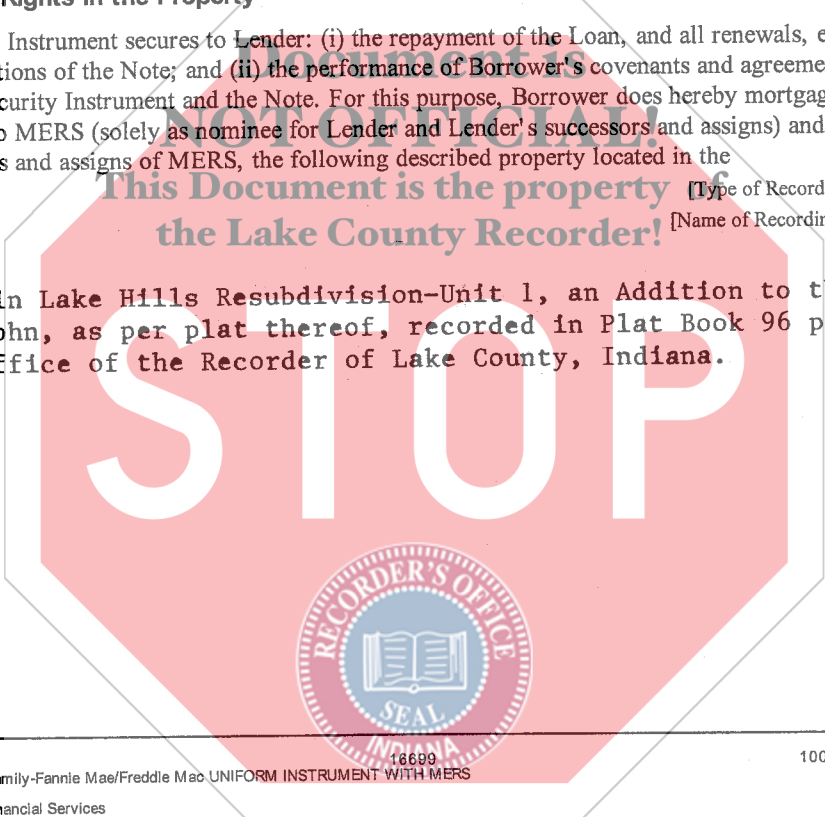 Rights in the Property
Instrument secures to Lender: (i) the repayment of the Loan, and all renewals,
tions of the Note; and (ii) the performance of Borrower's covenants and
curity Instrument and the Note. For this purpose, Borrower does hereby
MERS (solely as nominee for Lender and Lender's successors and assigns) and
s and assigns of MERS, the following described property located in the
[Type of Record
[Name of Recordin
Document is
NOT OFFICIAL!
This Document is the property of
the Lake County Recorder!
in Lake Hills Resubdivision-Unit 1, an Addition to
ohn, as per plat thereof, recorded in Plat Book 96 p
ffice of the Recorder of Lake County, Indiana.
STOP
RECORDER'S OFFICE
SEAL
INDIANA
16699
100
mily-Fannie Mae/Freddie Mac UNIFORM INSTRUMENT WITH MERS
nancial Services